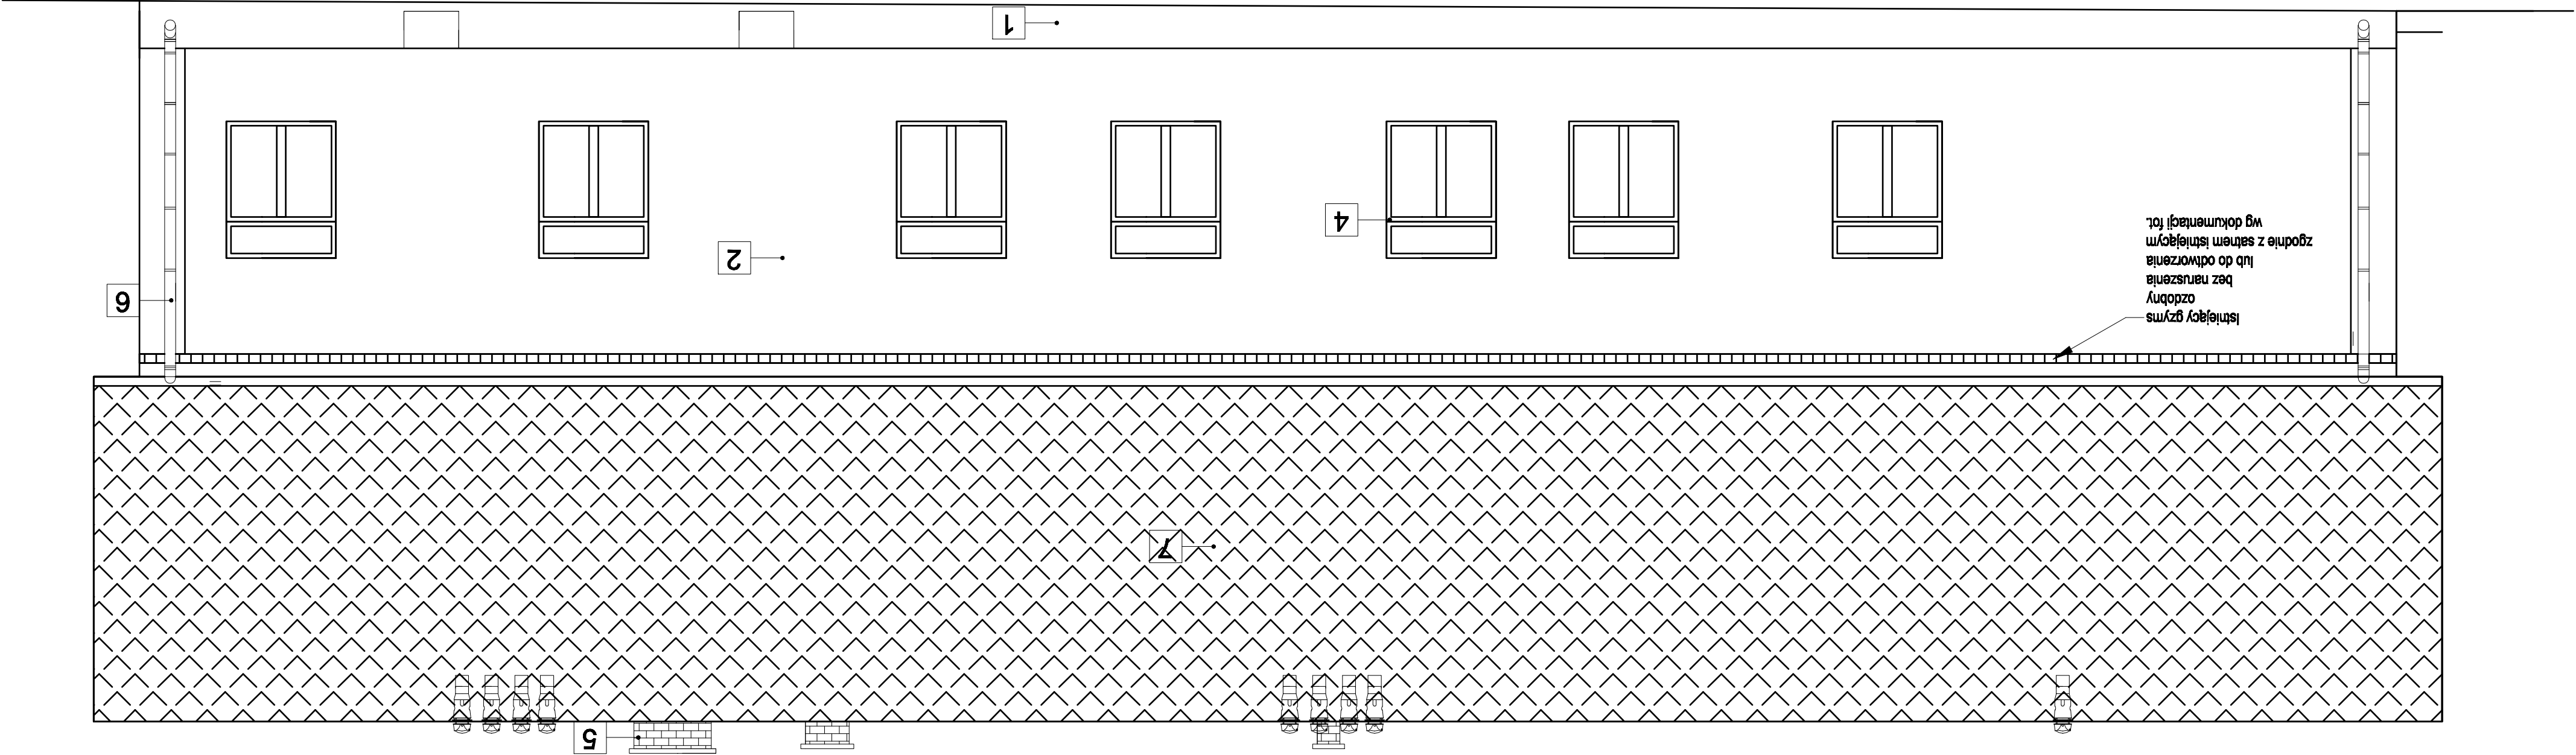 5
7
Istniejący gzyms
ozdobny
bez naruszenia
lub do odtworzenia
zgodnie z satnem istniejącym
wg dokumentacji fot.
6
2
4
1